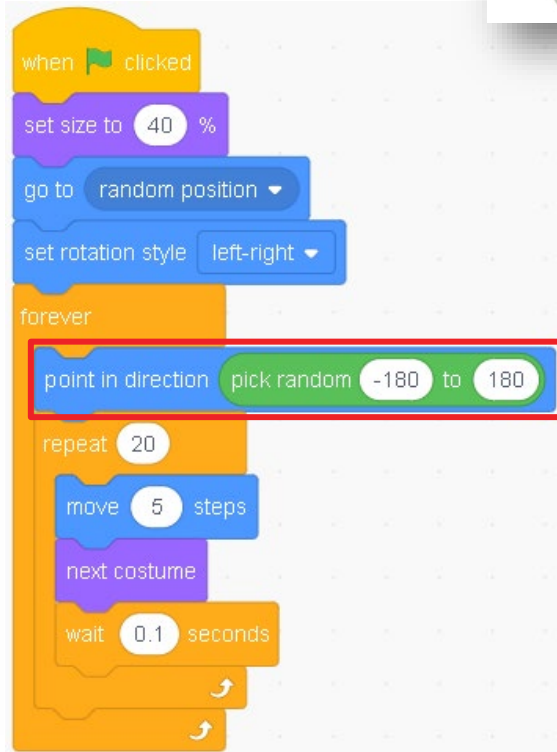 when clicked
set size to 40 %
go to random position
set rotation style left-right
forever
point in direction pick random -180 to 180
repeat 20
move 5 steps
next costume
wait 0.1 seconds